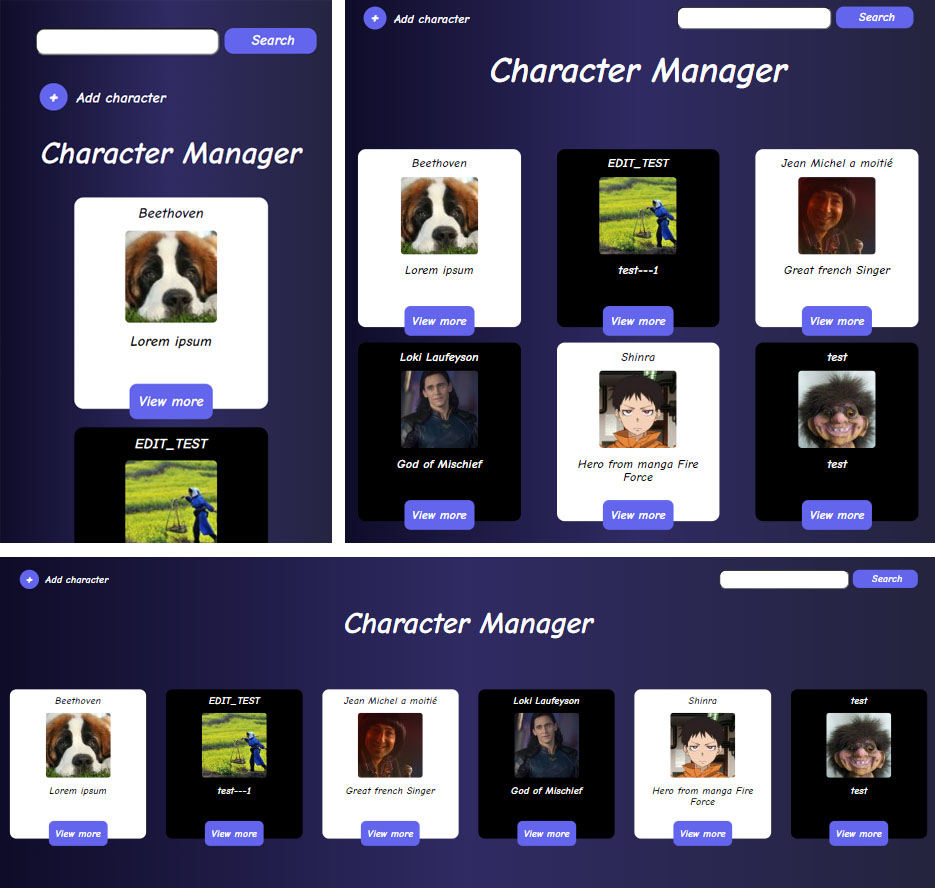 Search
+ Add character
Character Manager
Beethoven
Lorem ipsum
View more
EDIT_TEST
+ Add character
Search
Character Manager
Beethoven
Lorem ipsum
View more
EDIT_TEST
test---1
View more
Jean Michel a moitié
Great french Singer
View more
Loki Laufeyson
God of Mischief
View more
Shinra
Hero from manga Fire
Force
View more
test
test
View more
+ Add character
Search
Character Manager
Beethoven
Lorem ipsum
View more
EDIT_TEST
test---1
View more
Jean Michel a moitié
Great french Singer
View more
Loki Laufeyson
God of Mischief
View more
Shinra
Hero from manga Fire
Force
View more
test
test
View more